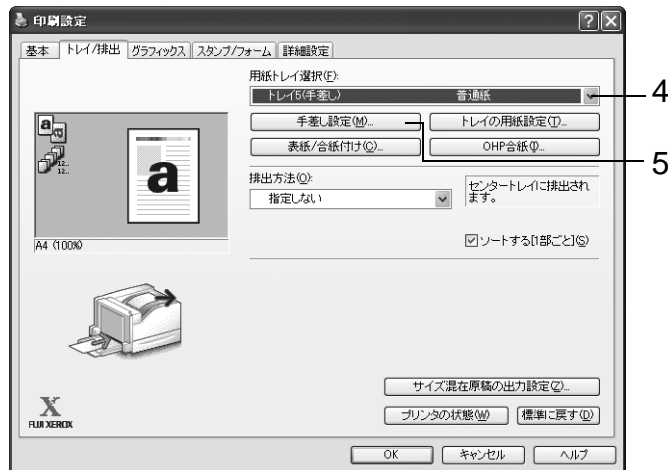 印刷設定
基本 トレイ/排出 グラフィックス スタンプ/フォーム 詳細設定
用紙トレイ選択(F):
トレイ5(手差し) 普通紙
4
手差し設定(M)... トレイの用紙設定(T)...
表紙/合紙付け(C)... OHP合紙(I)...
5
排出方法(O):
指定しない
センタートレイに排出され
ます。
ソートする[1部ごと](S)
a
a
12..
12..
a
A4 (100%)
サイズ混在原稿の出力設定(Z)...
プリンタの状態(W) 標準に戻す(D)
X
FUJI XEROX
OK キャンセル ヘルプ